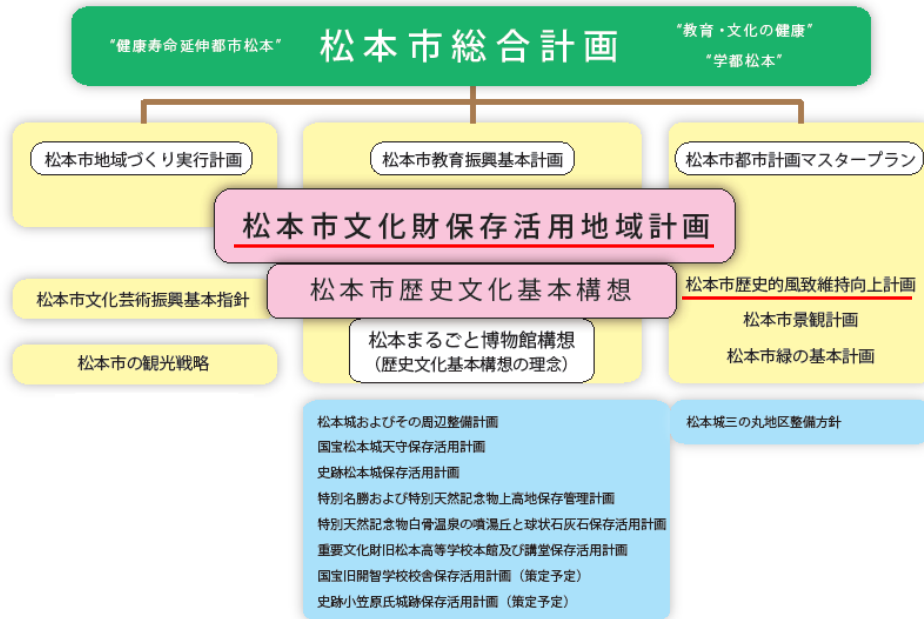 "健康寿命延伸都市松本"
松本市総合計画
"教育・文化の健康"
"学都松本"
松本市地域づくり実行計画
松本市教育振興基本計画
松本市都市計画マスタープラン
松本市文化財保存活用地域計画
松本市歴史文化基本構想
松本市文化芸術振興基本指針
松本市の観光戦略
松本まるごと博物館構想
（歴史文化基本構想の理念）
松本市歴史的風致維持向上計画
松本市景観計画
松本市緑の基本計画
松本城およびその周辺整備計画
国宝松本城天守保存活用計画
史跡松本城保存活用計画
特別名勝および特別天然記念物上高地保存管理計画
特別天然記念物白骨温泉の噴湯丘と球状石灰石保存活用計画
重要文化財旧松本高等学校本館及び講堂保存活用計画
国宝旧開智学校校舎保存活用計画（策定予定）
史跡小笠原氏城跡保存活用計画（策定予定）
松本城三の丸地区整備方針